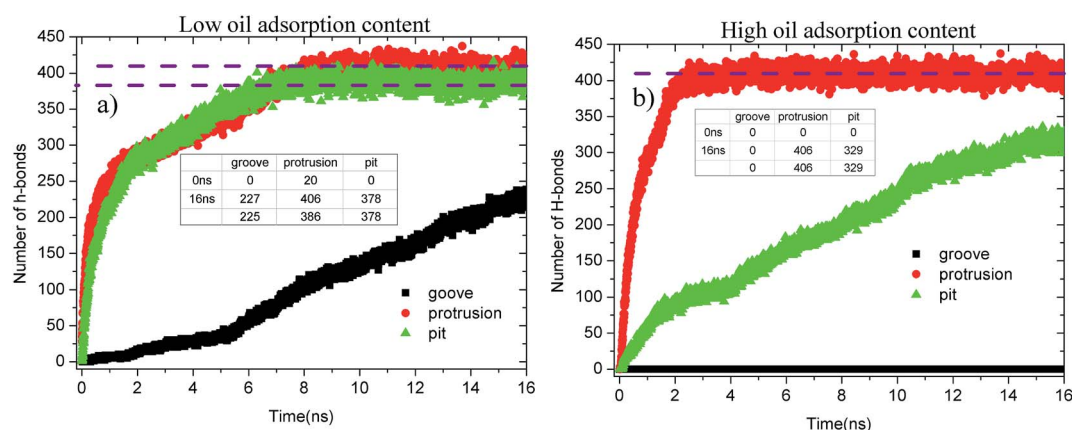 Low oil adsorption content
450
400
350
300
250
200
150
100
50
0
Number of h-bonds
a)
groove protrusion pit
0ns 0 20 0
16ns 227 406 378
225 386 378
goove
protrusion
pit
0 2 4 6 8 10 12 14 16
Time(ns)
High oil adsorption content
450
400
350
300
250
200
150
100
50
0
Number of H-bonds
b)
groove protrusion pit
0ns 0 0 0
16ns 0 406 329
0 406 329
groove
protrusion
pit
0 2 4 6 8 10 12 14 16
Time(ns)